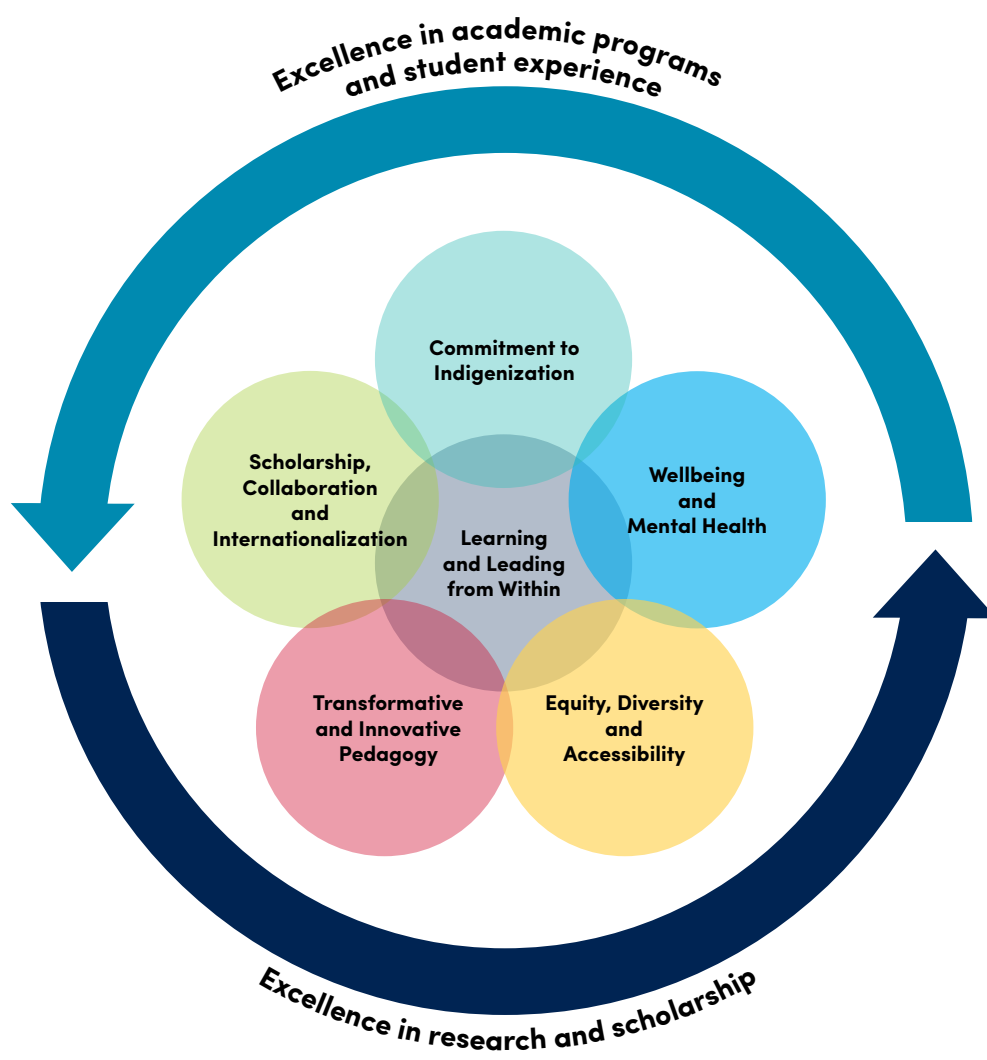 Excellence in academic programs
and student experience
Commitment to
Indigenization
Scholarship,
Collaboration
and
Internationalization
Wellbeing
and
Mental Health
Learning
and Leading
from Within
Transformative
and Innovative
Pedagogy
Equity, Diversity
and
Accessibility
Excellence in research and scholarship